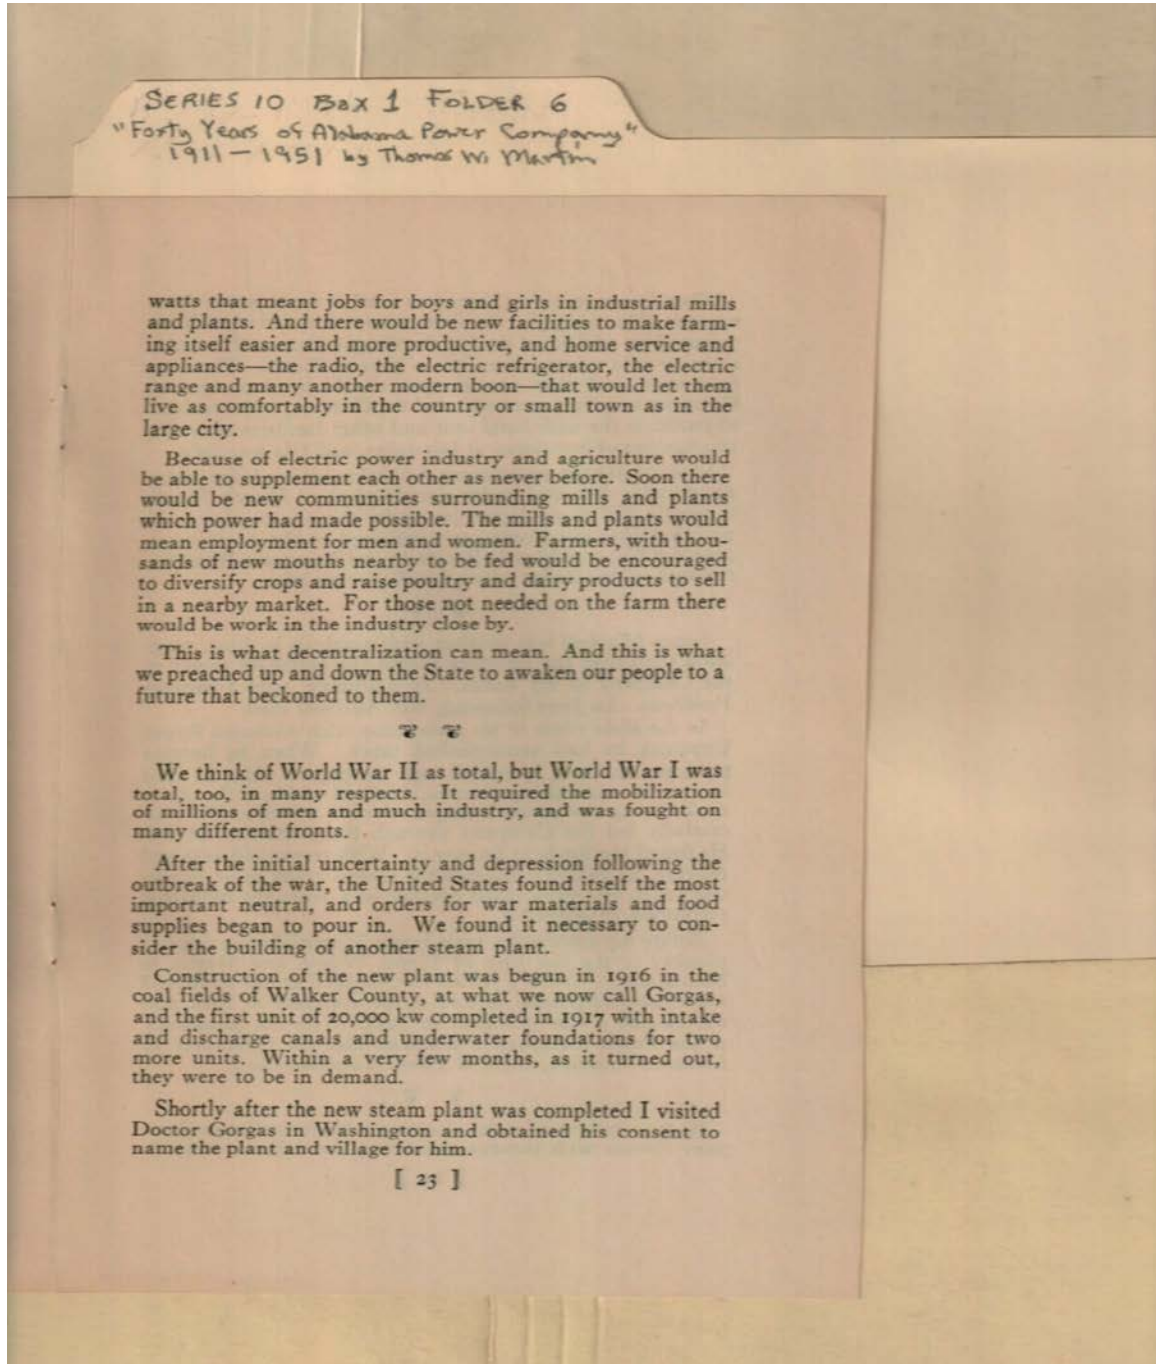 SERIES 10 BOX 1 FOLDER 6
"Forty Years of Alabama Power Company"
1911-1951 by Thomas W. Martin
watts that meant jobs for boys and girls in industrial mills
and plants. And there would be new facilities to make farm-
ing itself easier and more productive, and home service and
appliances—the radio, the electric refrigerator, the electric
range and many another modern boon—that would let them
live as comfortably in the country or small town as in the
large city.
Because of electric power industry and agriculture would
be able to supplement each other as never before. Soon there
would be new communities surrounding mills and plants
which power had made possible. The mills and plants would
mean employment for men and women. Farmers, with thou-
sands of new mouths nearby to be fed would be encouraged
to diversify crops and raise poultry and dairy products to sell
in a nearby market. For those not needed on the farm there
would be work in the industry close by.
This is what decentralization can mean. And this is what
we preached up and down the State to awaken our people to a
future that beckoned to them.
We think of World War II as total, but World War I was
total, too, in many respects. It required the mobilization
of millions of men and much industry, and was fought on
many different fronts.
After the initial uncertainty and depression following the
outbreak of the war, the United States found itself the most
important neutral, and orders for war materials and food
supplies began to pour in. We found it necessary to con-
sider the building of another steam plant.
Construction of the new plant was begun in 1916 in the
coal fields of Walker County, at what we now call Gorgas,
and the first unit of 20,000 kw completed in 1917 with intake
and discharge canals and underwater foundations for two
more units. Within a very few months, as it turned out,
they were to be in demand.
Shortly after the new steam plant was completed I visited
Doctor Gorgas in Washington and obtained his consent to
name the plant and village for him.
[ 23 ]